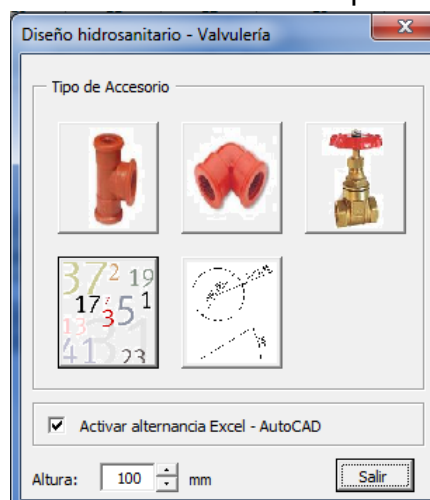 Diseño hidrosanitario - Valvulería
Tipo de Accesorio
37 2 19
17 3 5 1
13
41 23
Activar alternancia Excel - AutoCAD
Altura: 100 mm Salir